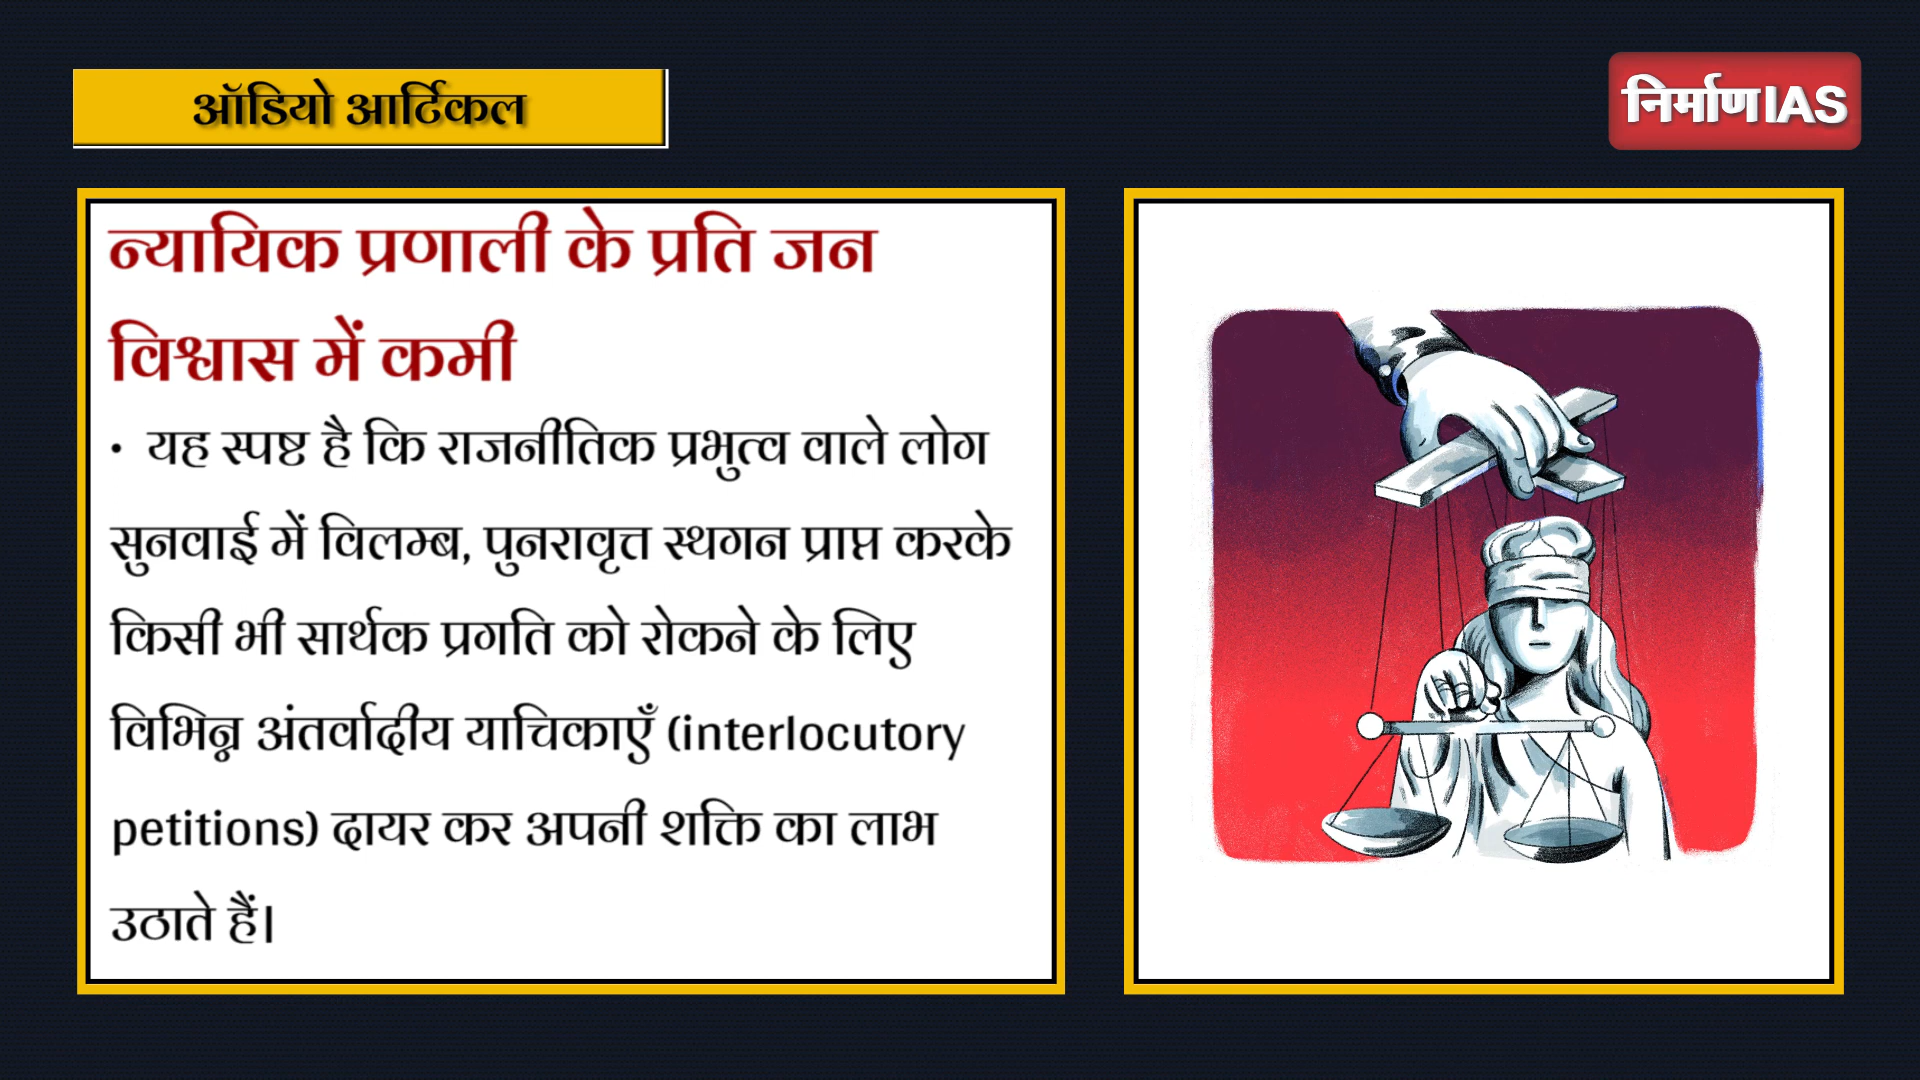 ऑडियो आर्टिकल
निर्माण IAS
न्यायिक प्रणाली के प्रति जन
विश्वास में कमी
• यह स्पष्ट है कि राजनीतिक प्रभुत्व वाले लोग
सुनवाई में विलम्ब, पुनरावृत्त स्थगन प्राप्त करके
किसी भी सार्थक प्रगति को रोकने के लिए
विभिन्न अंतर्वादीय याचिकाएँ (interlocutory
petitions) दायर कर अपनी शक्ति का लाभ
उठाते हैं।